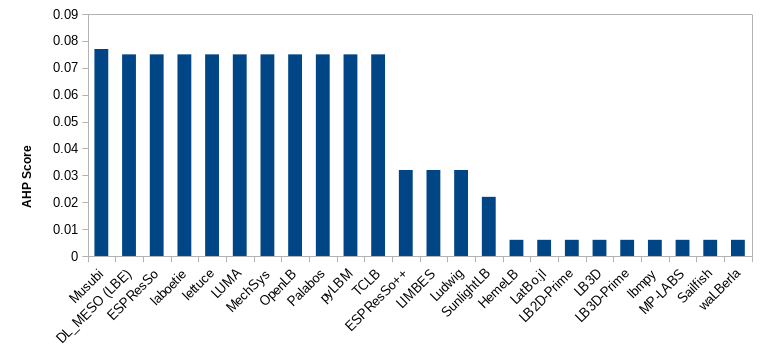 0.09
0.08
0.07
0.06
0.05
0.04
0.03
0.02
0.01
0
AHP Score
Musubi
DL_MESO (LBE)
ESPResSo
laboetie
lettuce
LUMA
MechSys
OpenLB
Palabos
pyLBM
TCLB
ESPResSo++
LIMBES
Ludwig
SunlightLB
HemeLB
LatBo.jl
LB2D-Prime
LB3D
LB3D-Prime
lbmpy
MP-LABS
Sailfish
waLBerla